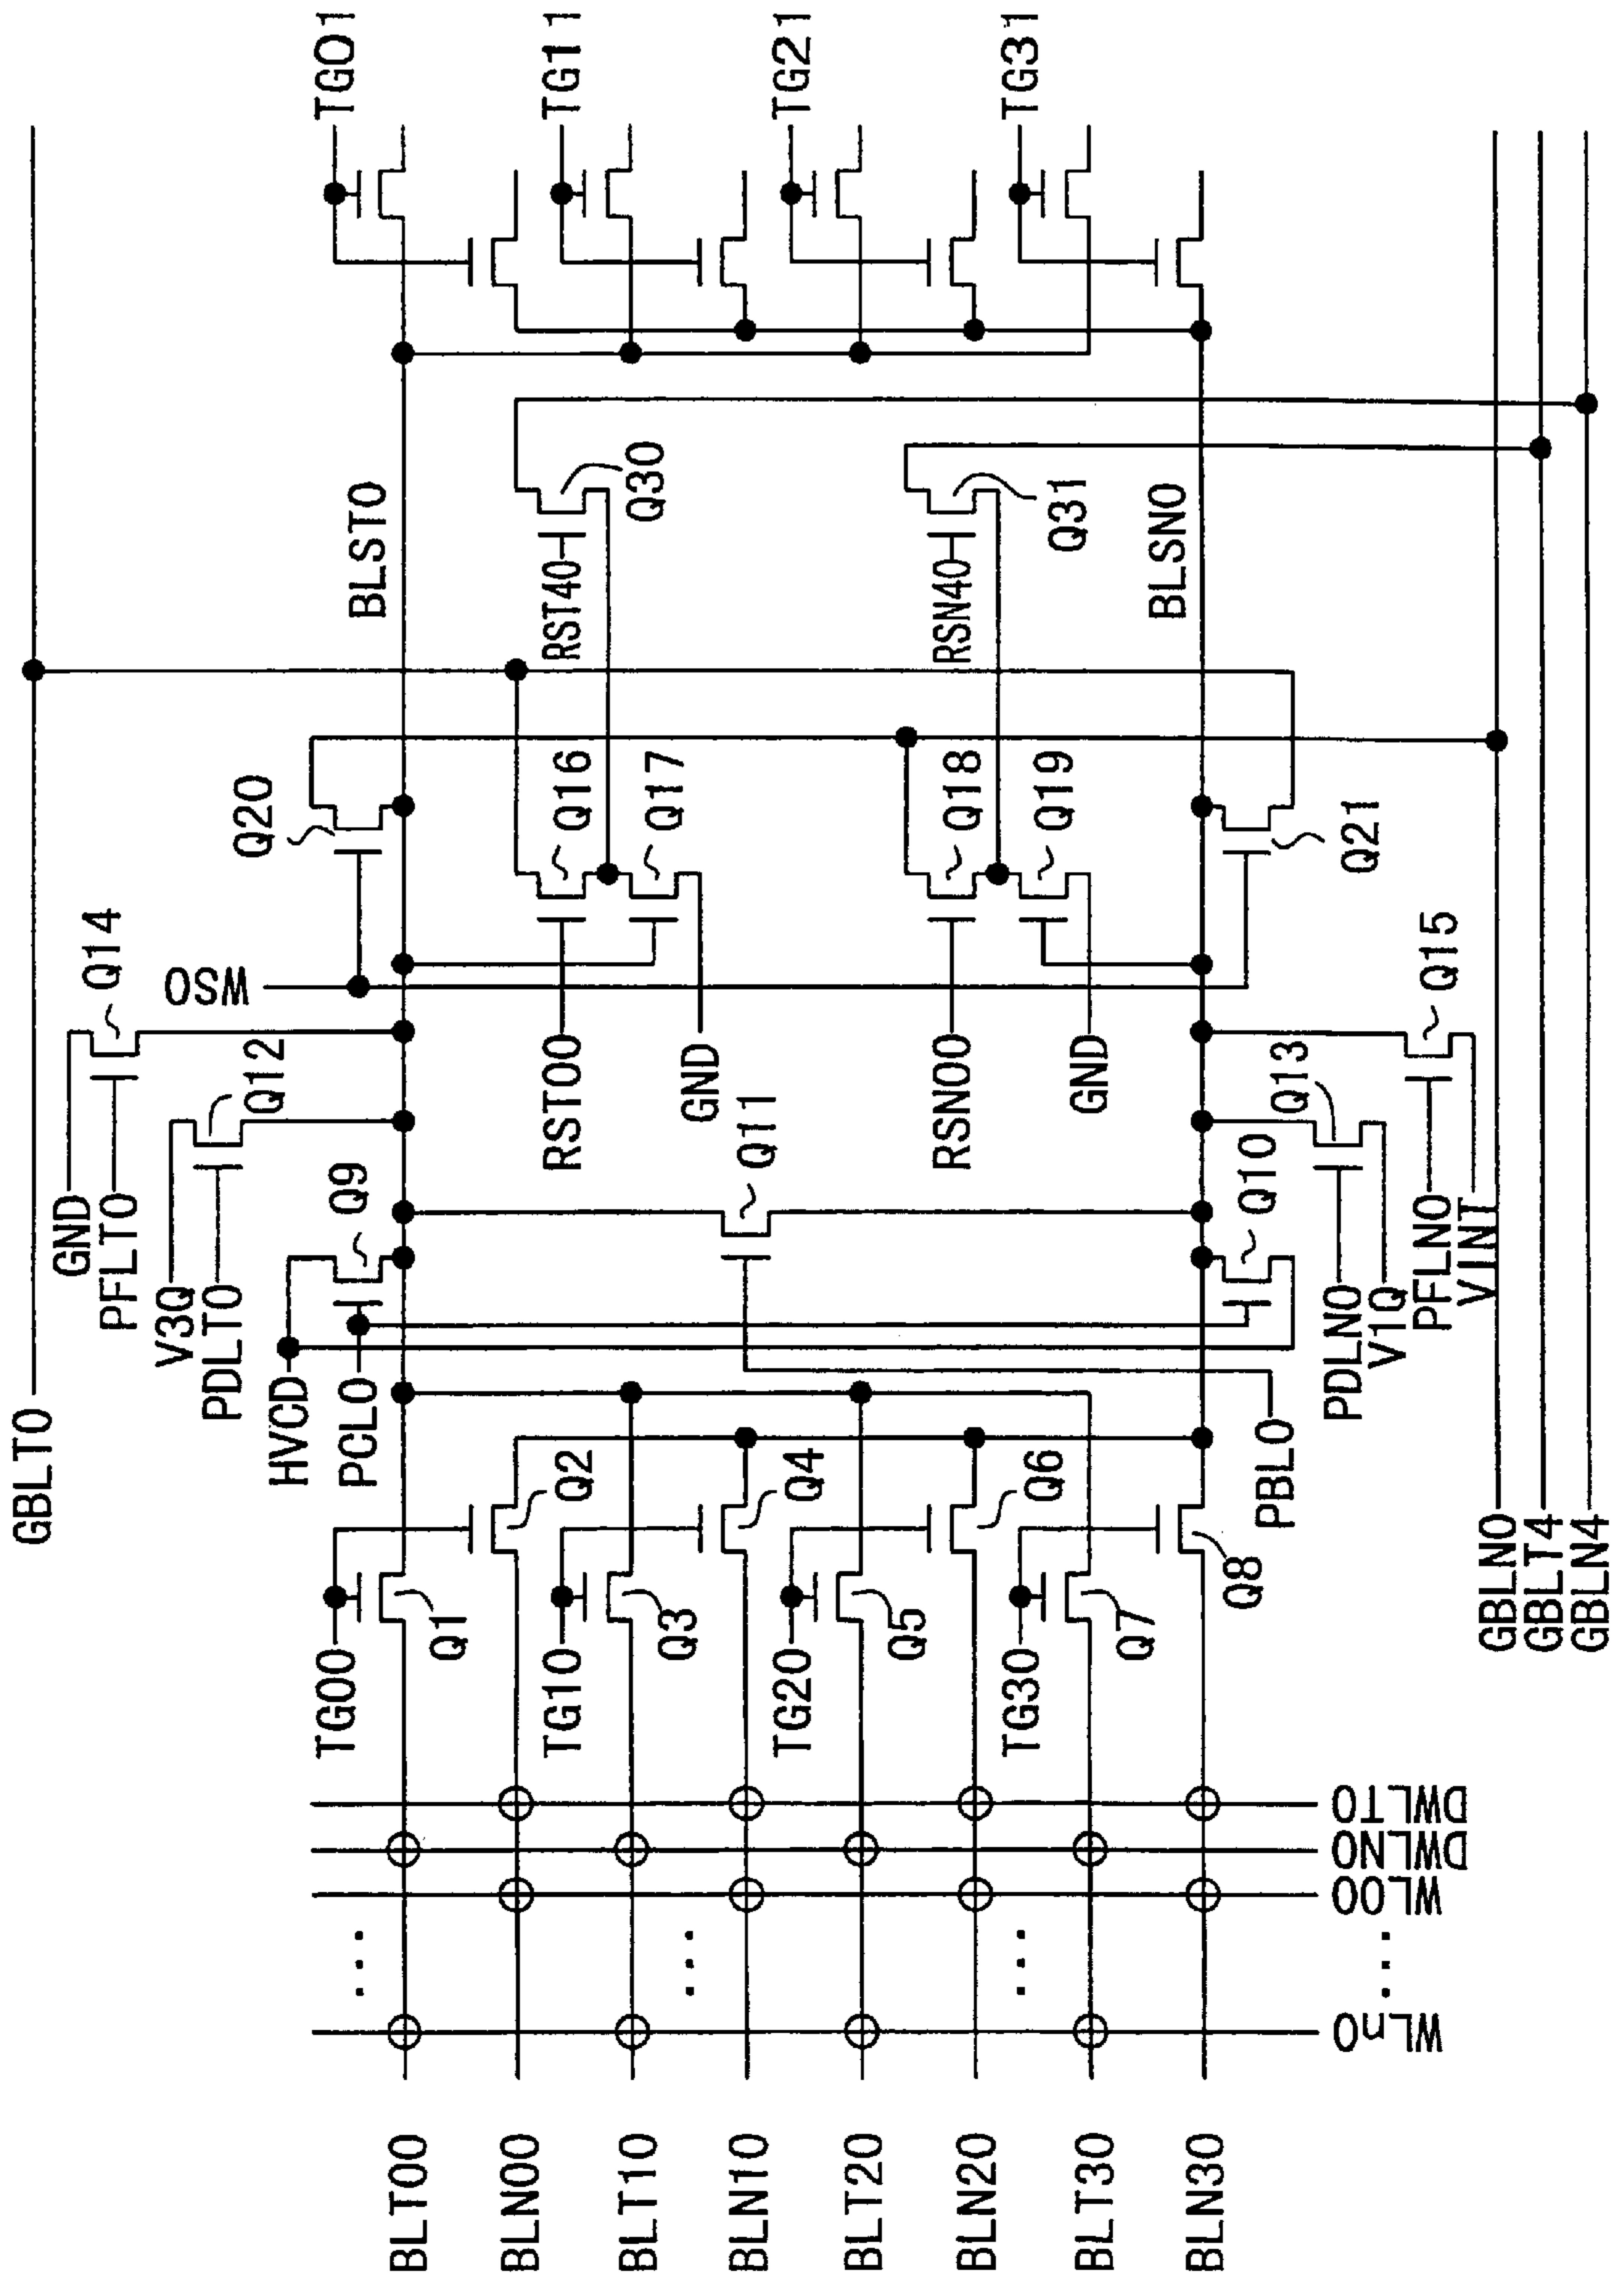 GBLT0
GND
PFLT0
Q14
V3Q
PDLT0
Q12
WS0
Q20
HVCD
PCL0
Q9
BLST0
TG00
TG01
Q1
Q2
TG10
TG11
Q3
Q4
Q11
RST00
GND
Q16
Q17
RST40
Q30
TG20
TG21
Q5
Q6
RSN00
GND
Q18
Q19
RSN40
Q31
TG30
TG31
Q7
Q8
PBL0
Q10
BLSN0
PDLN0
V1Q
Q13
PFLN0
VINT
Q15
Q21
GBLN0
GBLT4
GBLN4
WLn0
WL00
DWLN0
DWLT0
BLT00
BLN00
BLT10
BLN10
BLT20
BLN20
BLT30
BLN30